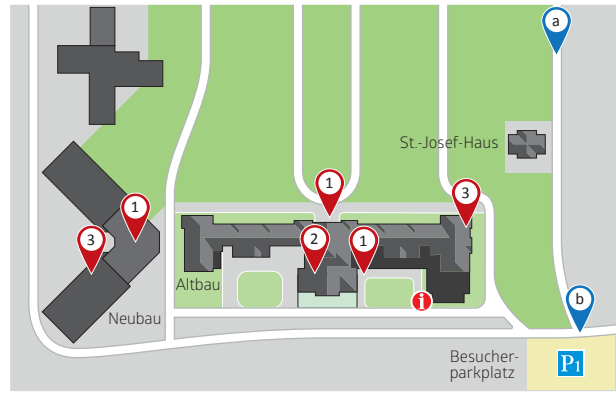 a
St.-Josef-Haus
1
3
1
3
2
1
Altbau
i
Neubau
b
Besucher-
parkplatz
P1